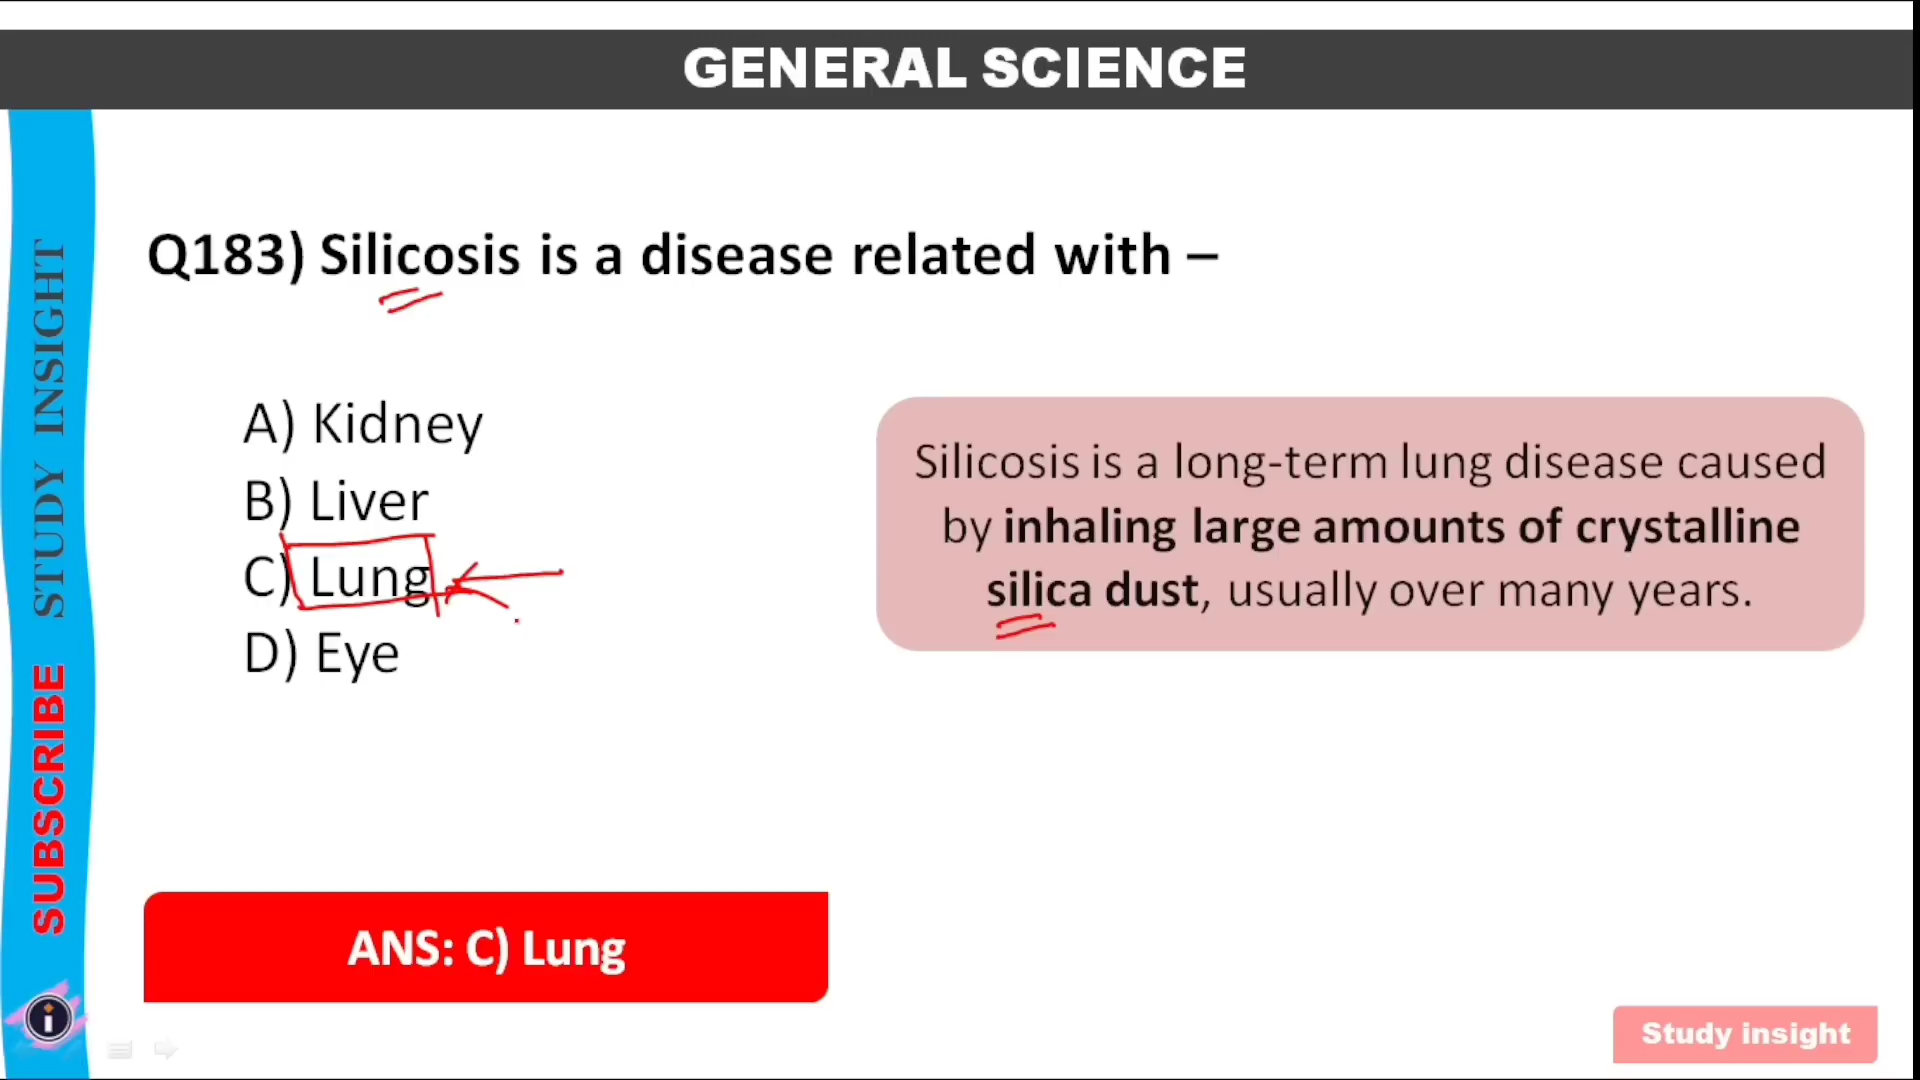 GENERAL SCIENCE
STUDY INSIGHT
SUBSCRIBE
Q183) Silicosis is a disease related with –
A) Kidney
B) Liver
C) Lung
D) Eye
Silicosis is a long-term lung disease caused
by inhaling large amounts of crystalline
silica dust, usually over many years.
ANS: C) Lung
i
Study insight